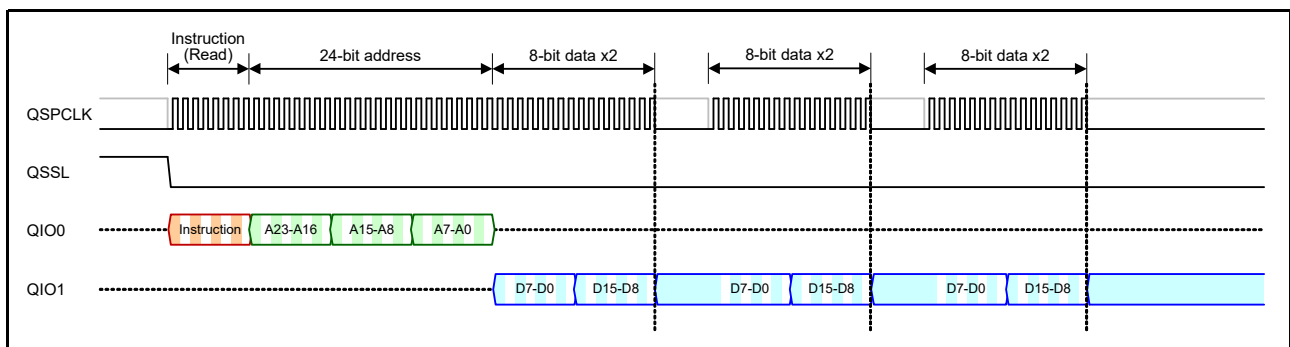 Instruction
(Read)
24-bit address
8-bit data x2
8-bit data x2
8-bit data x2
QSPCLK
QSSL
QIO0
Instruction
A23-A16
A15-A8
A7-A0
QIO1
D7-D0
D15-D8
D7-D0
D15-D8
D7-D0
D15-D8